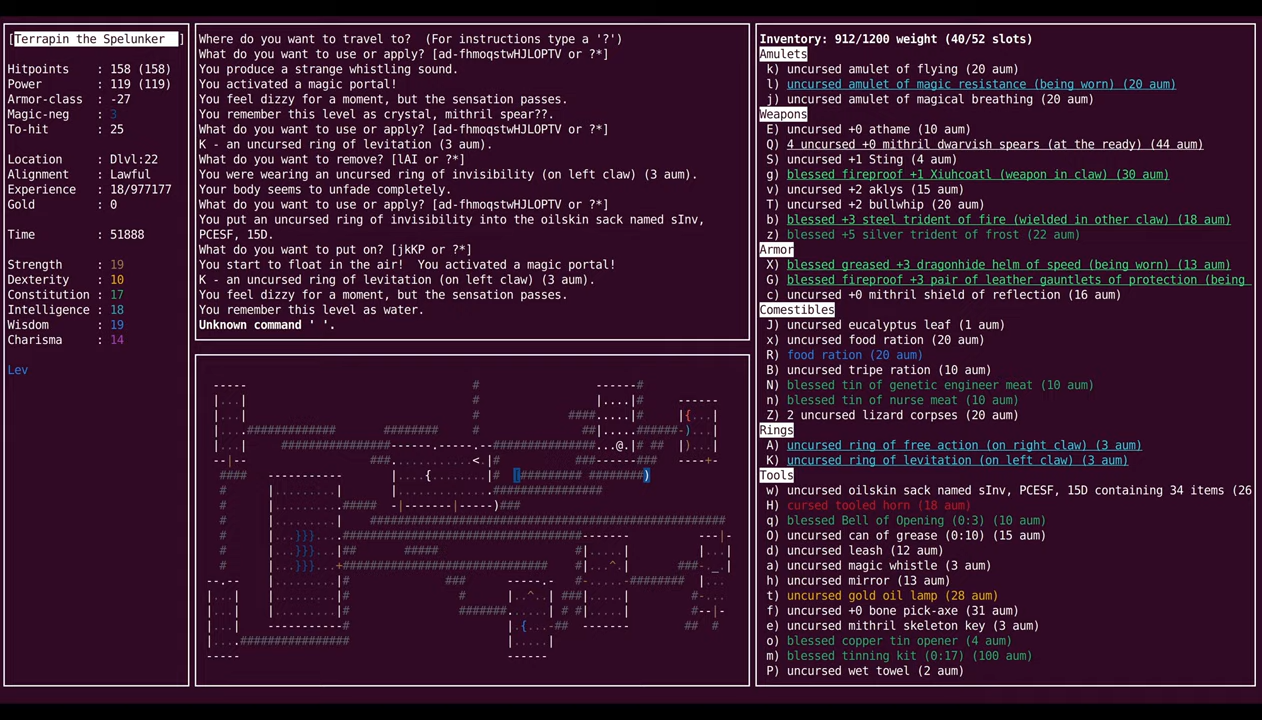 [Terrapin the Spelunker ]
Hitpoints : 158 (158)
Power : 119 (119)
Armor-class : -27
Magic-neg : 3
To-hit : 25
Location : Dlvl:22
Alignment : Lawful
Experience : 18/977177
Gold : 0
Time : 51888
Strength : 19
Dexterity : 10
Constitution : 17
Intelligence : 18
Wisdom : 19
Charisma : 14
Lev
Where do you want to travel to? (For instructions type a '?')
What do you want to use or apply? [ad-fhmoqstwHJLOPTV or ?*]
You produce a strange whistling sound.
You activated a magic portal!
You feel dizzy for a moment, but the sensation passes.
You remember this level as crystal, mithril spear??.
What do you want to use or apply? [ad-fhmoqstwHJLOPTV or ?*]
K - an uncursed ring of levitation (3 aum).
What do you want to remove? [lAI or ?*]
You were wearing an uncursed ring of invisibility (on left claw) (3 aum).
Your body seems to unfade completely.
What do you want to use or apply? [ad-fhmoqstwHJLOPTV or ?*]
You put an uncursed ring of invisibility into the oilskin sack named sInv,
PCESF, 15D.
What do you want to put on? [jkKP or ?*]
You start to float in the air! You activated a magic portal!
K - an uncursed ring of levitation (on left claw) (3 aum).
You feel dizzy for a moment, but the sensation passes.
You remember this level as water.
Unknown command ' '.
Inventory: 912/1200 weight (40/52 slots)
Amulets
k) uncursed amulet of flying (20 aum)
l) uncursed amulet of magic resistance (being worn) (20 aum)
j) uncursed amulet of magical breathing (20 aum)
Weapons
E) uncursed +0 athame (10 aum)
Q) 4 uncursed +0 mithril dwarvish spears (at the ready) (44 aum)
S) uncursed +1 Sting (4 aum)
g) blessed fireproof +1 Xiuhcoatl (weapon in claw) (30 aum)
v) uncursed +2 aklys (15 aum)
T) uncursed +2 bullwhip (20 aum)
b) blessed +3 steel trident of fire (wielded in other claw) (18 aum)
z) blessed +5 silver trident of frost (22 aum)
Armor
X) blessed greased +3 dragonhide helm of speed (being worn) (13 aum)
G) blessed fireproof +3 pair of leather gauntlets of protection (being
c) uncursed +0 mithril shield of reflection (16 aum)
Comestibles
J) uncursed eucalyptus leaf (1 aum)
x) uncursed food ration (20 aum)
R) food ration (20 aum)
B) uncursed tripe ration (10 aum)
N) blessed tin of genetic engineer meat (10 aum)
n) blessed tin of nurse meat (10 aum)
Z) 2 uncursed lizard corpses (20 aum)
Rings
A) uncursed ring of free action (on right claw) (3 aum)
K) uncursed ring of levitation (on left claw) (3 aum)
Tools
w) uncursed oilskin sack named sInv, PCESF, 15D containing 34 items (26
H) cursed tooled horn (18 aum)
q) blessed Bell of Opening (0:3) (10 aum)
O) uncursed can of grease (0:10) (15 aum)
d) uncursed leash (12 aum)
a) uncursed magic whistle (3 aum)
h) uncursed mirror (13 aum)
t) uncursed gold oil lamp (28 aum)
f) uncursed +0 bone pick-axe (31 aum)
e) uncursed mithril skeleton key (3 aum)
o) blessed copper tin opener (4 aum)
m) blessed tinning kit (0:17) (100 aum)
P) uncursed wet towel (2 aum)